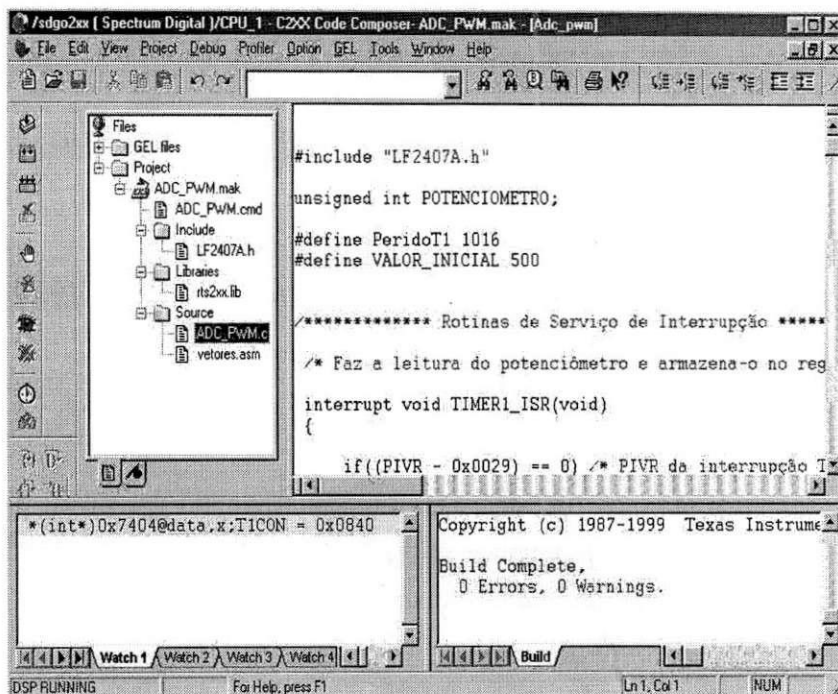 /sdgo2xx ( Spectrum Digital )/CPU_1 - C2XX Code Composer- ADC_PWM.mak - [Adc_pwm]
File Edit View Project Debug Profiler Option GEL Tools Window Help
Files
GEL files
Project
ADC_PWM.mak
ADC_PWM.cmd
Include
LF2407A.h
Libraries
rts2xx.lib
Source
ADC_PWM.c
vetores.asm
#include "LF2407A.h"
unsigned int POTENCIOMETRO;
#define PeridoT1 1016
#define VALOR_INICIAL 500
/************* Rotinas de Serviço de Interrupção *****
/* Faz a leitura do potenciômetro e armazena-o no reg
interrupt void TIMER1_ISR(void)
{
if((PIVR - 0x0029) == 0) /* PIVR da interrupção T
*(int*)0x7404@data,x;T1CON = 0x0840
Watch 1 Watch 2 Watch 3 Watch 4
Copyright (c) 1987-1999 Texas Instrume
Build Complete,
0 Errors, 0 Warnings.
Build
DSP RUNNING For Help, press F1 Ln 1, Col 1 NUM